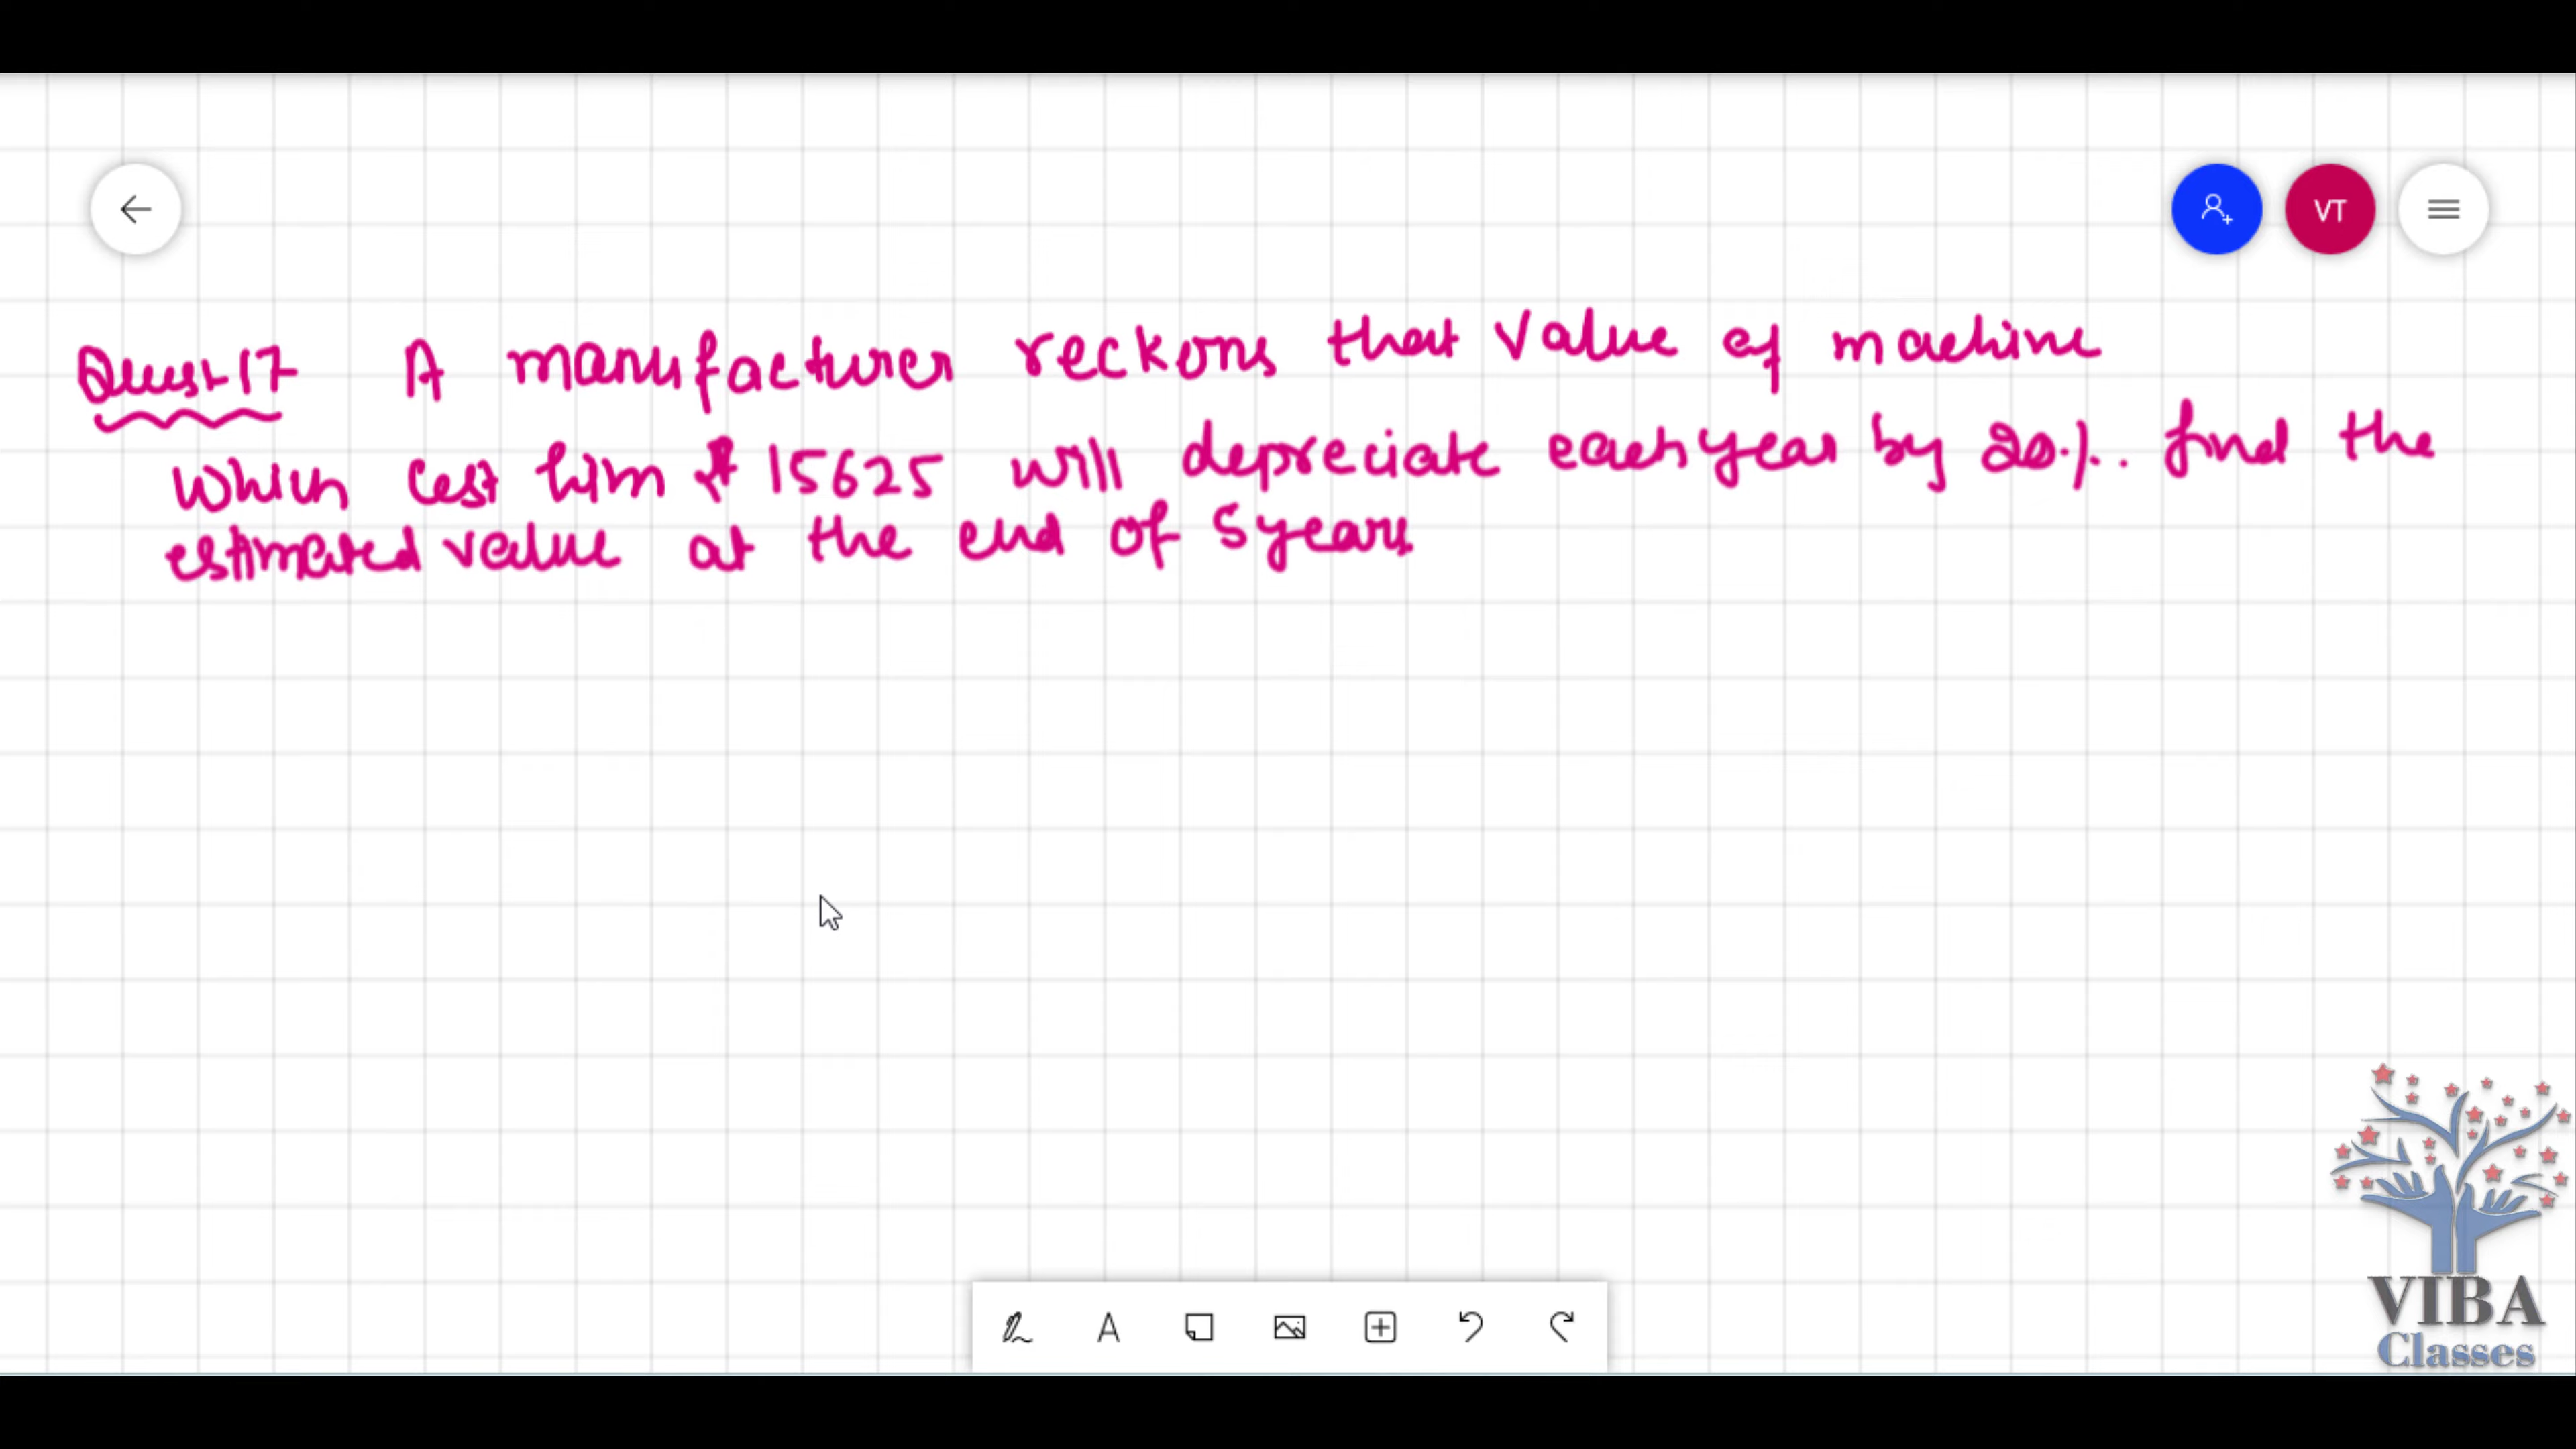 VT
Quest 17 A manufacturer reckons that value of machine
which cost him ₹ 15625 will depreciate each year by 20%. find the
estimated value at the end of 5 years
A
VIBA
Classes